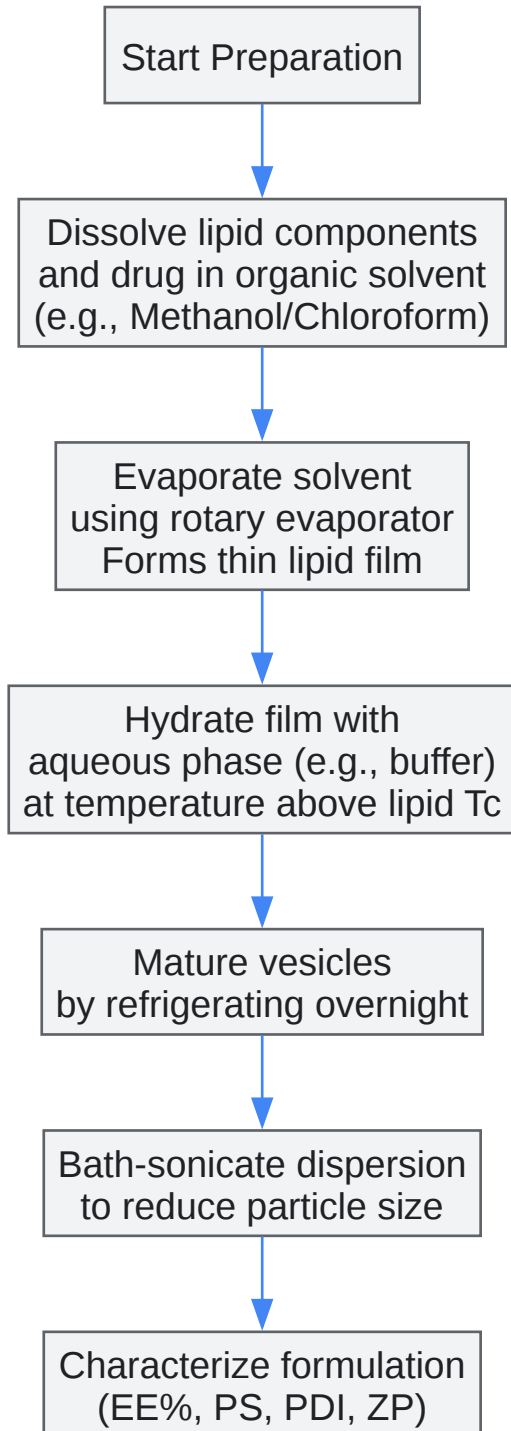 Start Preparation
Dissolve lipid components
and drug in organic solvent
(e.g., Methanol/Chloroform)
Evaporate solvent
using rotary evaporator
Forms thin lipid film
Hydrate film with
aqueous phase (e.g., buffer)
at temperature above lipid Tc
Mature vesicles
by refrigerating overnight
Bath-sonicate dispersion
to reduce particle size
Characterize formulation
(EE%, PS, PDI, ZP)